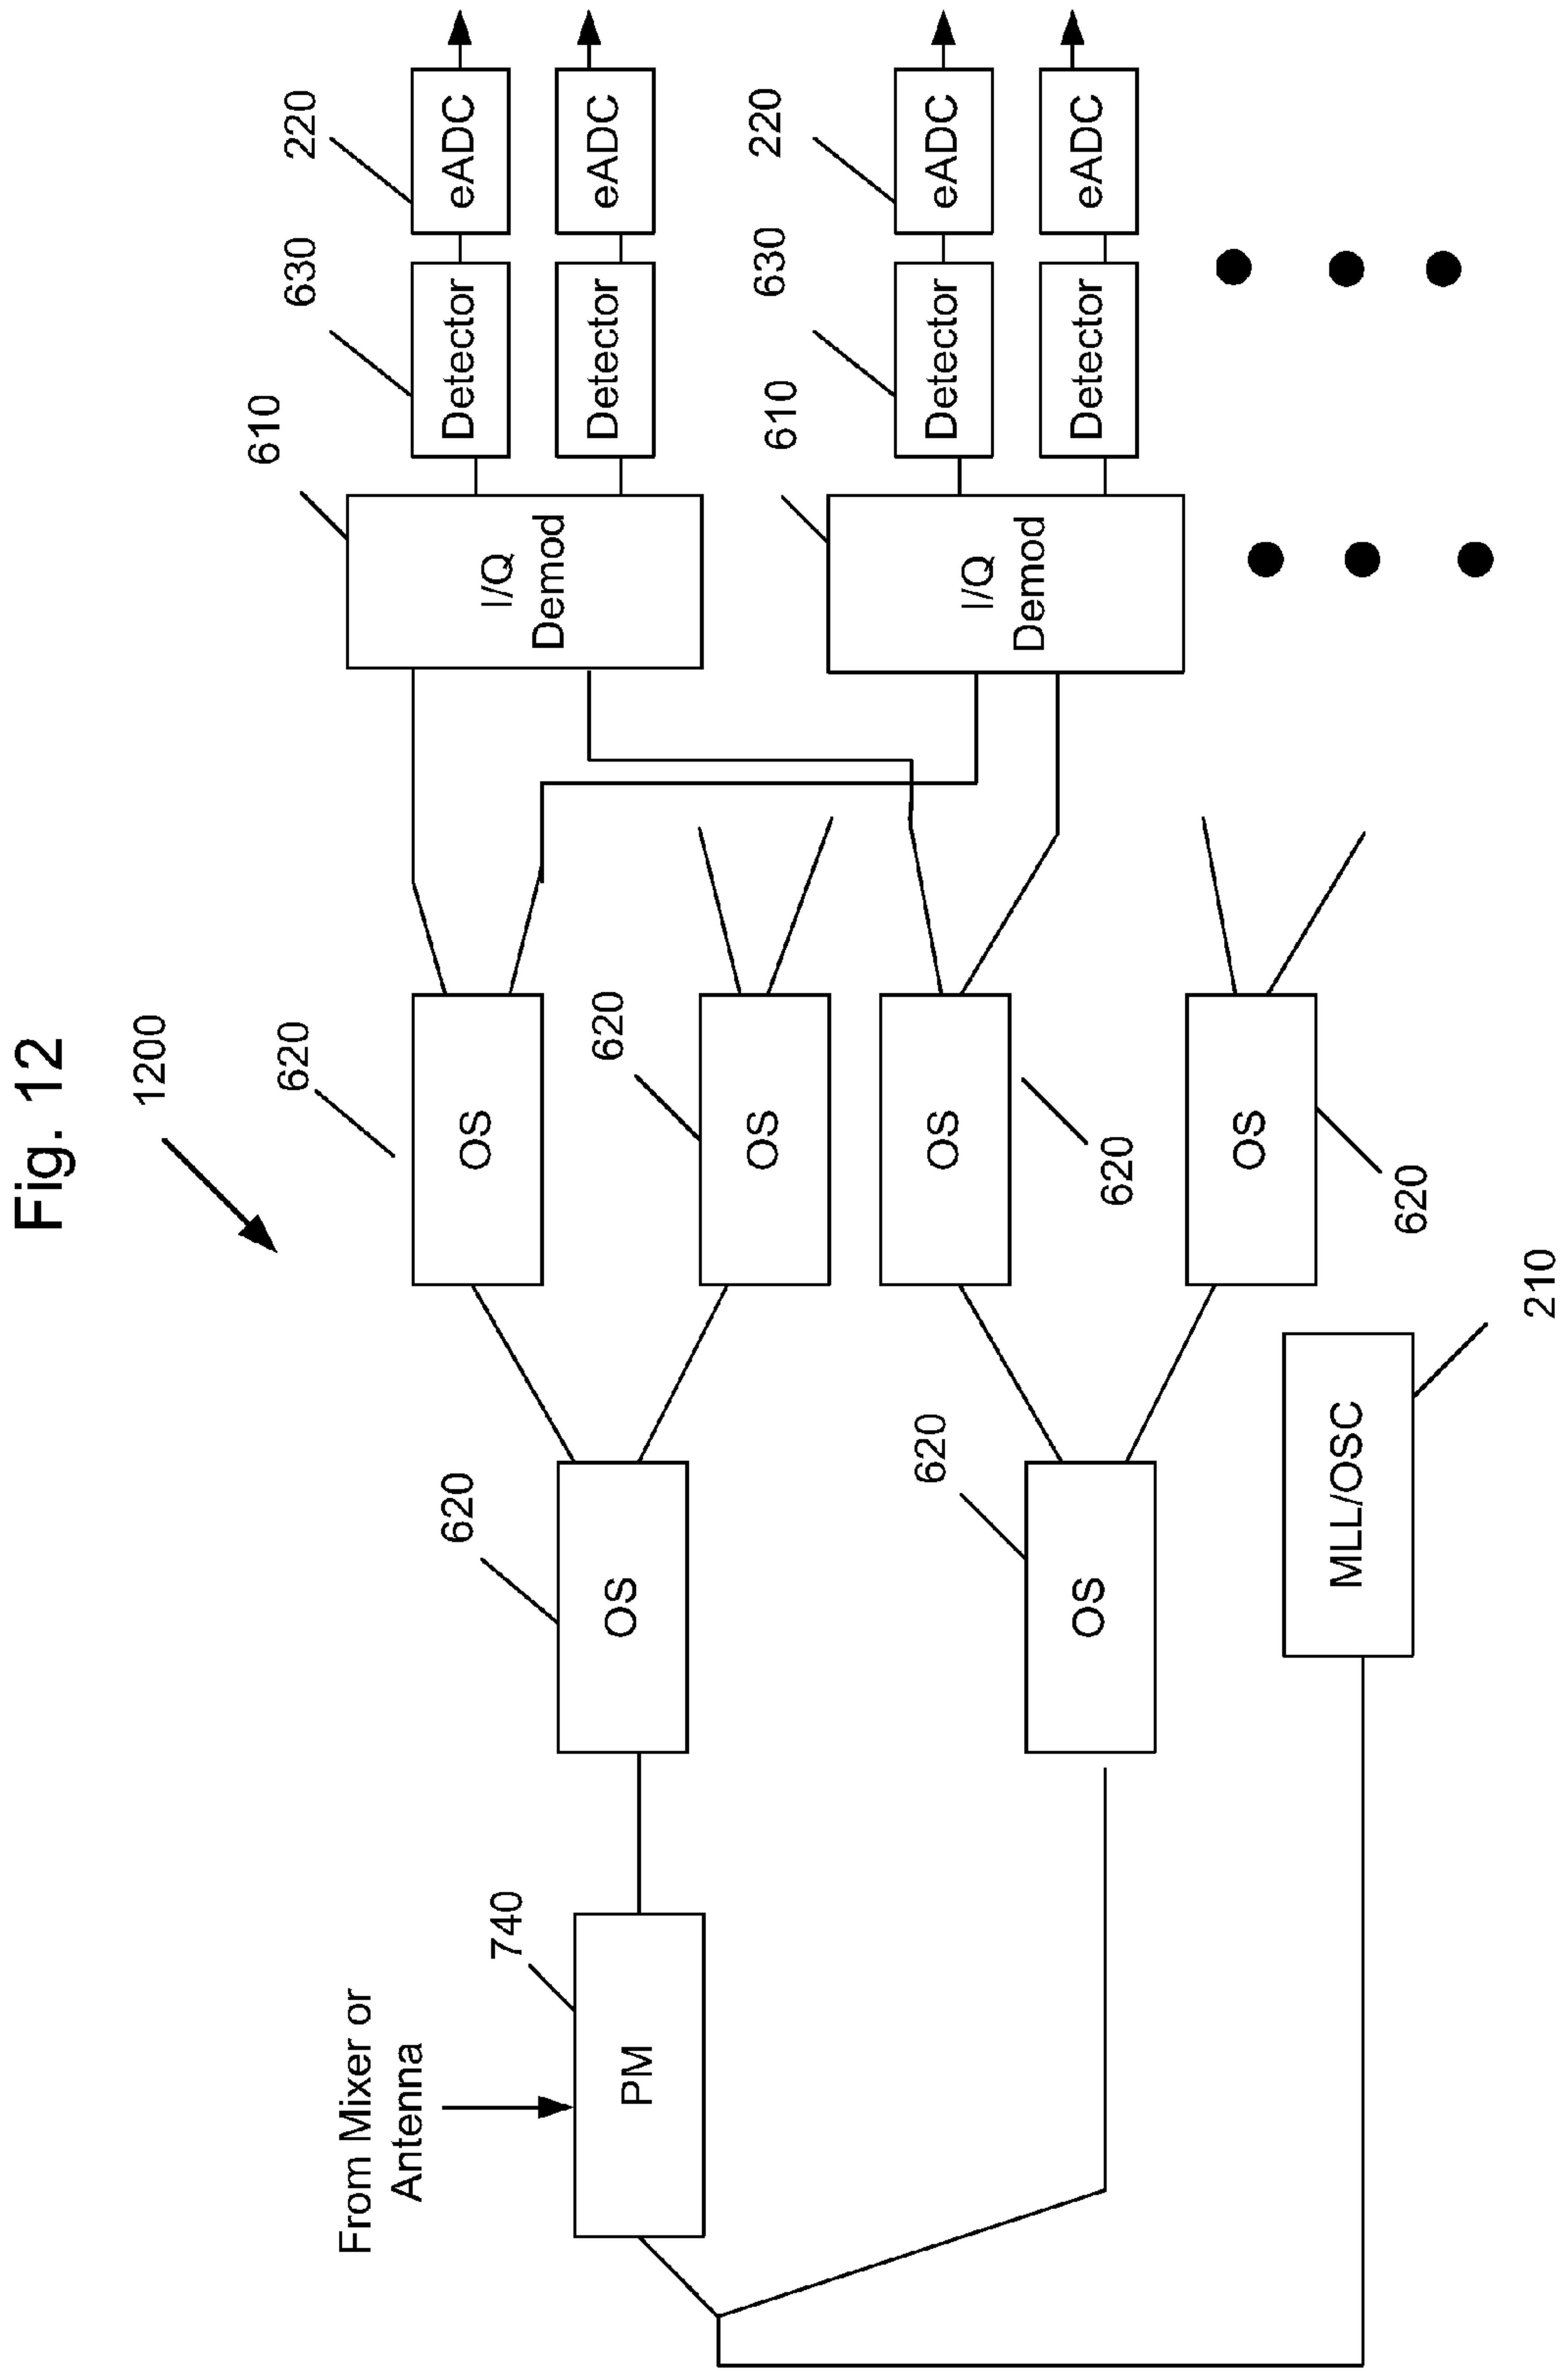 Fig. 12
1200
From Mixer or
Antenna
740
PM
620
OS
620
OS
620
OS
620
OS
620
OS
620
OS
210
MLL/OSC
610
I/Q
Demod
630
Detector
220
eADC
Detector
eADC
610
I/Q
Demod
630
Detector
220
eADC
Detector
eADC